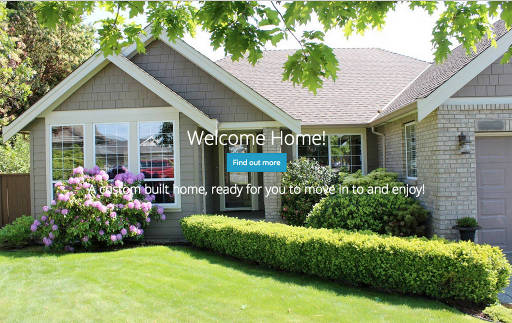 Welcome Home!
Find out more
A custom built home, ready for you to move in to and enjoy!